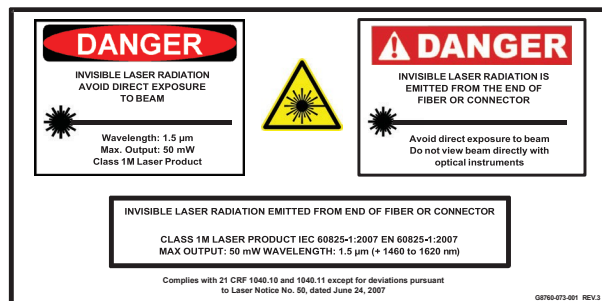 DANGER
INVISIBLE LASER RADIATION
AVOID DIRECT EXPOSURE
TO BEAM
Wavelength: 1.5 µm
Max. Output: 50 mW
Class 1M Laser Product
DANGER
INVISIBLE LASER RADIATION IS
EMITTED FROM THE END OF
FIBER OR CONNECTOR
Avoid direct exposure to beam
Do not view beam directly with
optical instruments
INVISIBLE LASER RADIATION EMITTED FROM END OF FIBER OR CONNECTOR
CLASS 1M LASER PRODUCT IEC 60825-1:2007 EN 60825-1:2007
MAX OUTPUT: 50 mW WAVELENGTH: 1.5 µm (+ 1460 to 1620 nm)
Complies with 21 CRF 1040.10 and 1040.11 except for deviations pursuant
to Laser Notice No. 50, dated June 24, 2007
G8760-073-001 REV.3